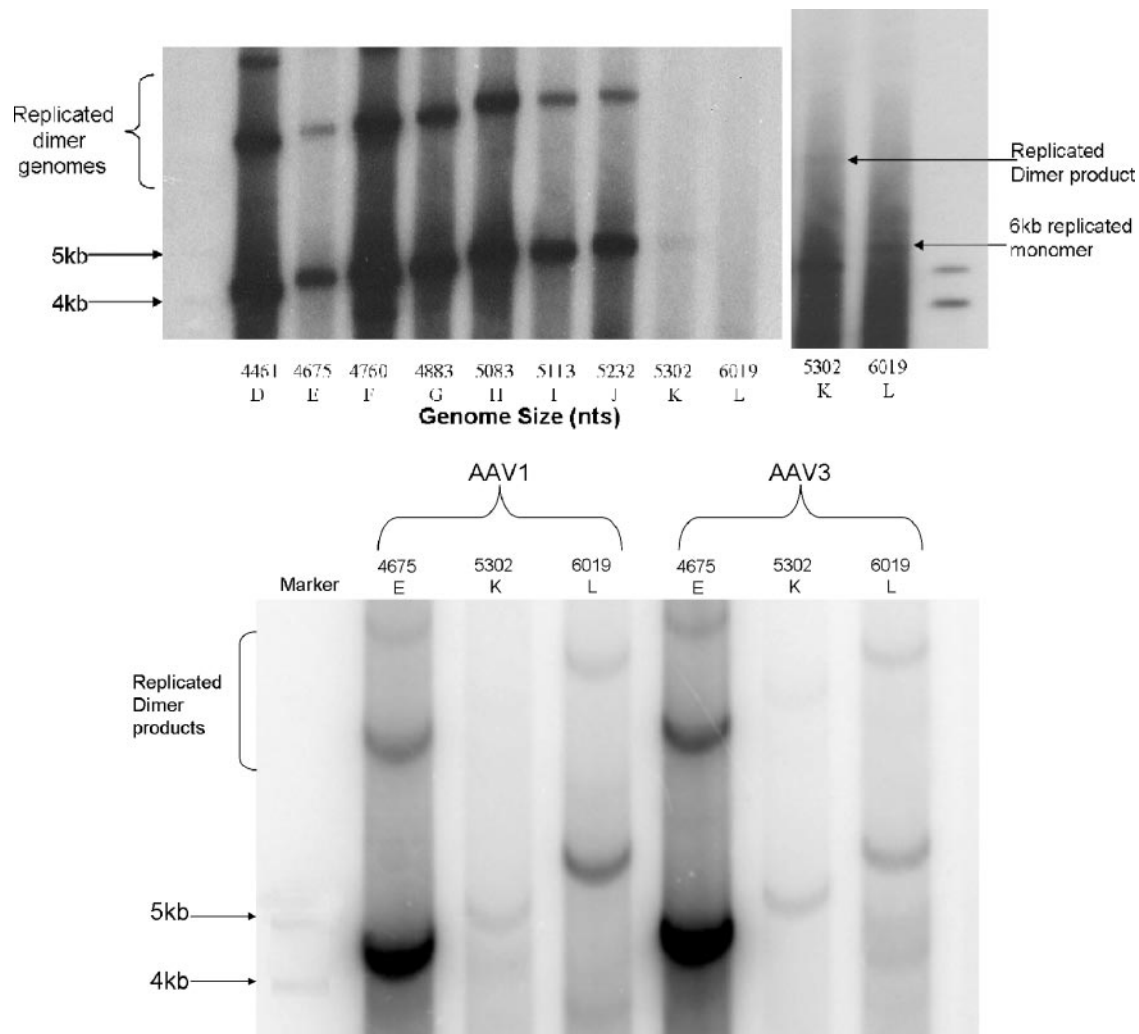 Replicated
dimer
genomes
5kb
4kb
4461 4675 4760 4883 5083 5113 5232 5302 6019
D E F G H I J K L
Genome Size (nts)
Replicated
Dimer product
6kb replicated
monomer
5302 6019
K L
AAV1 AAV3
4675 5302 6019 4675 5302 6019
Marker E K L E K L
Replicated
Dimer
products
5kb
4kb